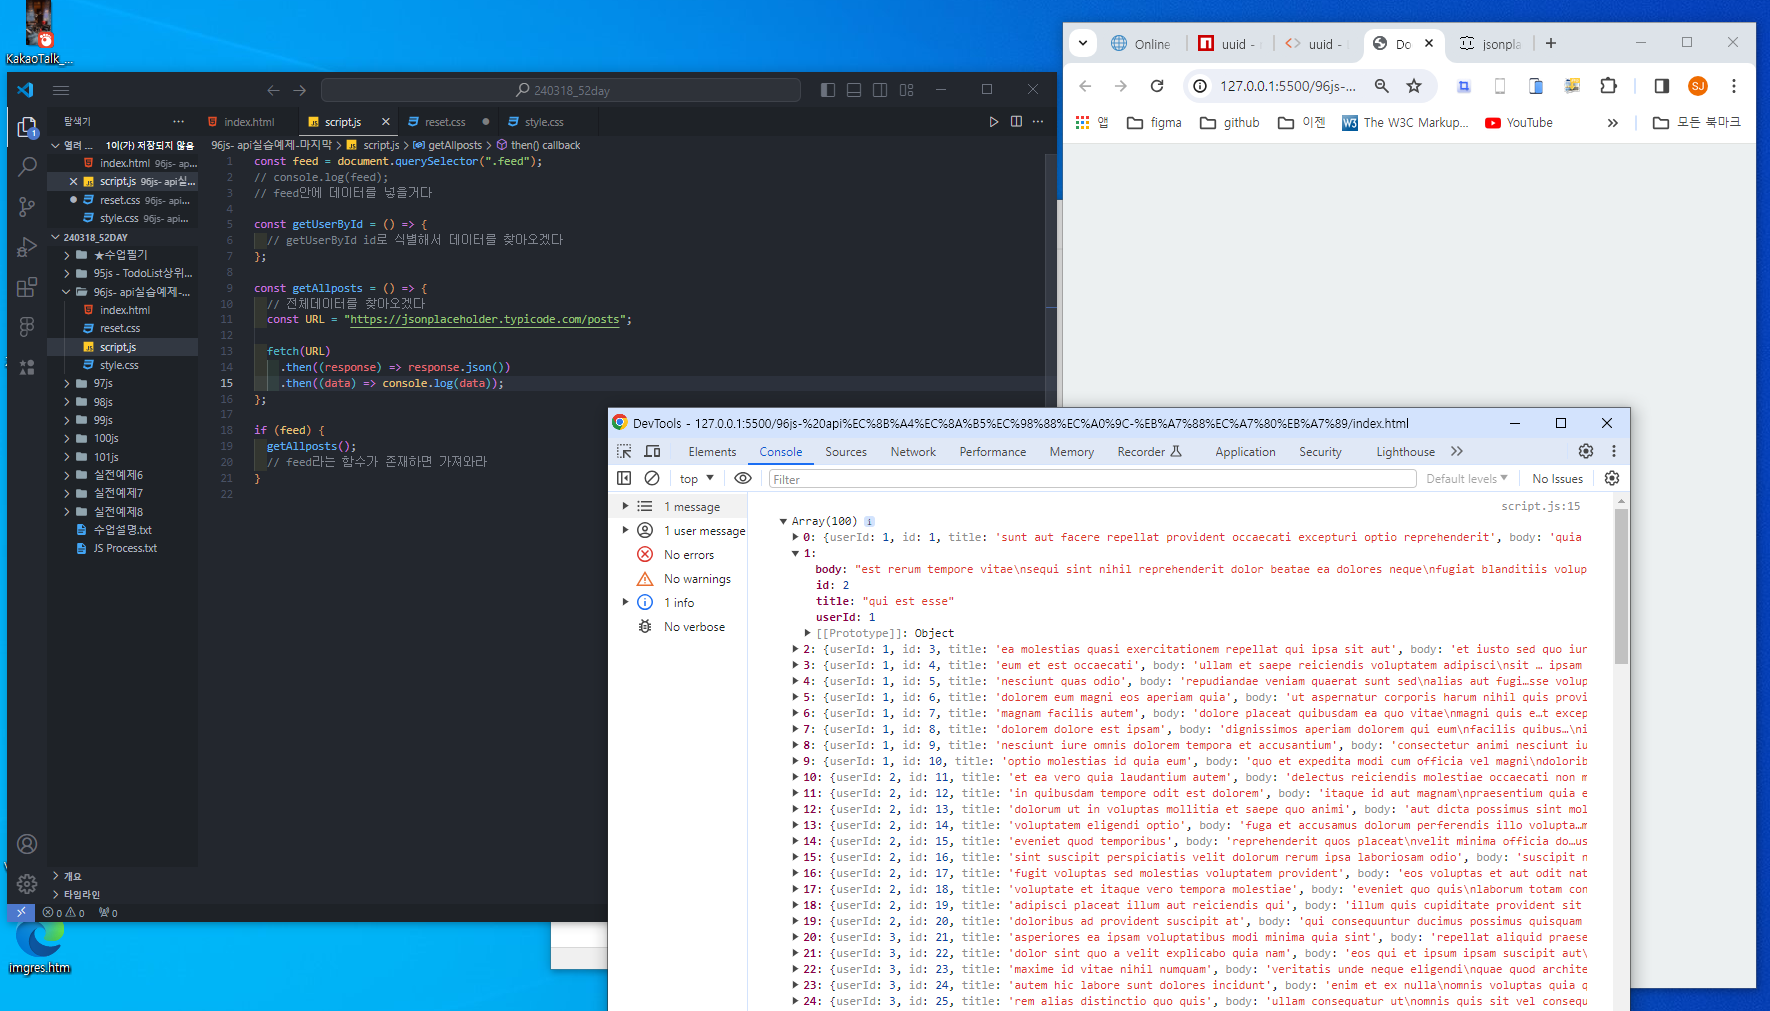 KakaoTalk_...
imgres.htm
240318_52day
탐색기
열려 ... 1이(가) 저장되지 않음
index.html 96js- ap...
script.js 96js- api실...
reset.css 96js- api...
style.css 96js- api...
240318_52DAY
★수업필기
95js - TodoList상위...
96js- api실습예제-...
index.html
reset.css
script.js
style.css
97js
98js
99js
100js
101js
실전예제6
실전예제7
실전예제8
수업설명.txt
JS Process.txt
개요
타임라인
0 0 0
index.html script.js reset.css style.css
96js- api실습예제-마지막 > script.js > getAllposts > then() callback
1 const feed = document.querySelector(".feed");
2 // console.log(feed);
3 // feed안에 데이터를 넣을거다
4
5 const getUserById = () => {
6 // getUserById id로 식별해서 데이터를 찾아오겠다
7 };
8
9 const getAllposts = () => {
10 // 전체데이터를 찾아오겠다
11 const URL = "https://jsonplaceholder.typicode.com/posts";
12
13 fetch(URL)
14 .then((response) => response.json())
15 .then((data) => console.log(data));
16 };
17
18 if (feed) {
19 getAllposts();
20 // feed라는 함수가 존재하면 가져와라
21 }
22
Online uuid - uuid - Do jsonpla
127.0.0.1:5500/96js-... SJ
앱 figma github 이젠 The W3C Markup... YouTube 모든 북마크
DevTools - 127.0.0.1:5500/96js-%20api%EC%8B%A4%EC%8A%B5%EC%98%88%EC%A0%9C-%EB%A7%88%EC%A7%80%EB%A7%89/index.html
Elements Console Sources Network Performance Memory Recorder Application Security Lighthouse
top Filter Default levels No Issues
1 message
1 user message
No errors
No warnings
1 info
No verbose
script.js:15
Array(100)
0: {userId: 1, id: 1, title: 'sunt aut facere repellat provident occaecati excepturi optio reprehenderit', body: 'quia
1:
body: "est rerum tempore vitae\nsequi sint nihil reprehenderit dolor beatae ea dolores neque\nfugiat blanditiis volup
id: 2
title: "qui est esse"
userId: 1
[[Prototype]]: Object
2: {userId: 1, id: 3, title: 'ea molestias quasi exercitationem repellat qui ipsa sit aut', body: 'et iusto sed quo iur
3: {userId: 1, id: 4, title: 'eum et est occaecati', body: 'ullam et saepe reiciendis voluptatem adipisci\nsit … ipsam
4: {userId: 1, id: 5, title: 'nesciunt quas odio', body: 'repudiandae veniam quaerat sunt sed\nalias aut fugi…sse volup
5: {userId: 1, id: 6, title: 'dolorem eum magni eos aperiam quia', body: 'ut aspernatur corporis harum nihil quis provi
6: {userId: 1, id: 7, title: 'magnam facilis autem', body: 'dolore placeat quibusdam ea quo vitae\nmagni quis e…t excep
7: {userId: 1, id: 8, title: 'dolorem dolore est ipsam', body: 'dignissimos aperiam dolorem qui eum\nfacilis quibus…\ni
8: {userId: 1, id: 9, title: 'nesciunt iure omnis dolorem tempora et accusantium', body: 'consectetur animi nesciunt iu
9: {userId: 1, id: 10, title: 'optio molestias id quia eum', body: 'quo et expedita modi cum officia vel magni\ndolorib
10: {userId: 2, id: 11, title: 'et ea vero quia laudantium autem', body: 'delectus reiciendis molestiae occaecati non m
11: {userId: 2, id: 12, title: 'in quibusdam tempore odit est dolorem', body: 'itaque id aut magnam\npraesentium quia e
12: {userId: 2, id: 13, title: 'dolorum ut in voluptas mollitia et saepe quo animi', body: 'aut dicta possimus sint mol
13: {userId: 2, id: 14, title: 'voluptatem eligendi optio', body: 'fuga et accusamus dolorum perferendis illo volupta…m
14: {userId: 2, id: 15, title: 'eveniet quod temporibus', body: 'reprehenderit quos placeat\nvelit minima officia do…us
15: {userId: 2, id: 16, title: 'sint suscipit perspiciatis velit dolorum rerum ipsa laboriosam odio', body: 'suscipit n
16: {userId: 2, id: 17, title: 'fugit voluptas sed molestias voluptatem provident', body: 'eos voluptas et aut odit nat
17: {userId: 2, id: 18, title: 'voluptate et itaque vero tempora molestiae', body: 'eveniet quo quis\nlaborum totam con
18: {userId: 2, id: 19, title: 'adipisci placeat illum aut reiciendis qui', body: 'illum quis cupiditate provident sit
19: {userId: 2, id: 20, title: 'doloribus ad provident suscipit at', body: 'qui consequuntur ducimus possimus quisquam
20: {userId: 3, id: 21, title: 'asperiores ea ipsam voluptatibus modi minima quia sint', body: 'repellat aliquid praese
21: {userId: 3, id: 22, title: 'dolor sint quo a velit explicabo quia nam', body: 'eos qui et ipsum ipsam suscipit aut\
22: {userId: 3, id: 23, title: 'maxime id vitae nihil numquam', body: 'veritatis unde neque eligendi\nquae quod archite
23: {userId: 3, id: 24, title: 'autem hic labore sunt dolores incidunt', body: 'enim et ex nulla\nomnis voluptas quia q
24: {userId: 3, id: 25, title: 'rem alias distinctio quo quis', body: 'ullam consequatur ut\nomnis quis sit vel consequ